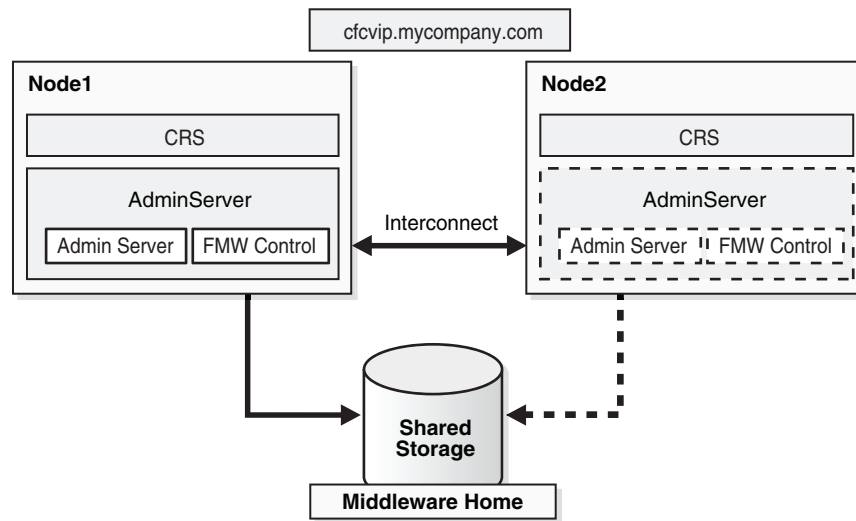 cfcvip.mycompany.com
Node1
CRS
AdminServer
Admin Server
FMW Control
Interconnect
Node2
CRS
AdminServer
Admin Server
FMW Control
Shared
Storage
Middleware Home